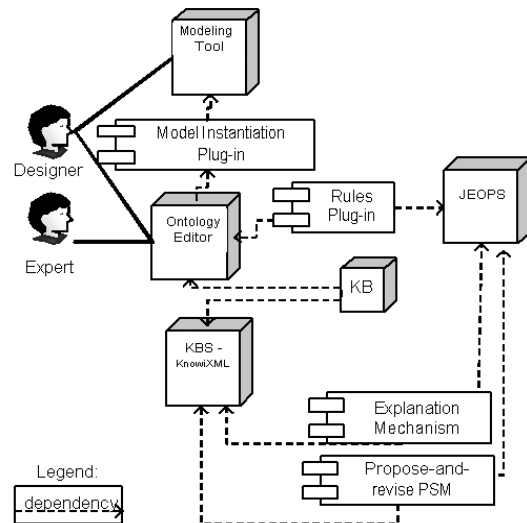 Modeling
Tool
Model Instantiation
Plug-in
Designer
Rules
Plug-in
JEOPS
Ontology
Editor
Expert
KB
KBS -
KnowiXML
Explanation
Mechanism
Propose-and-
revise PSM
Legend:
dependency